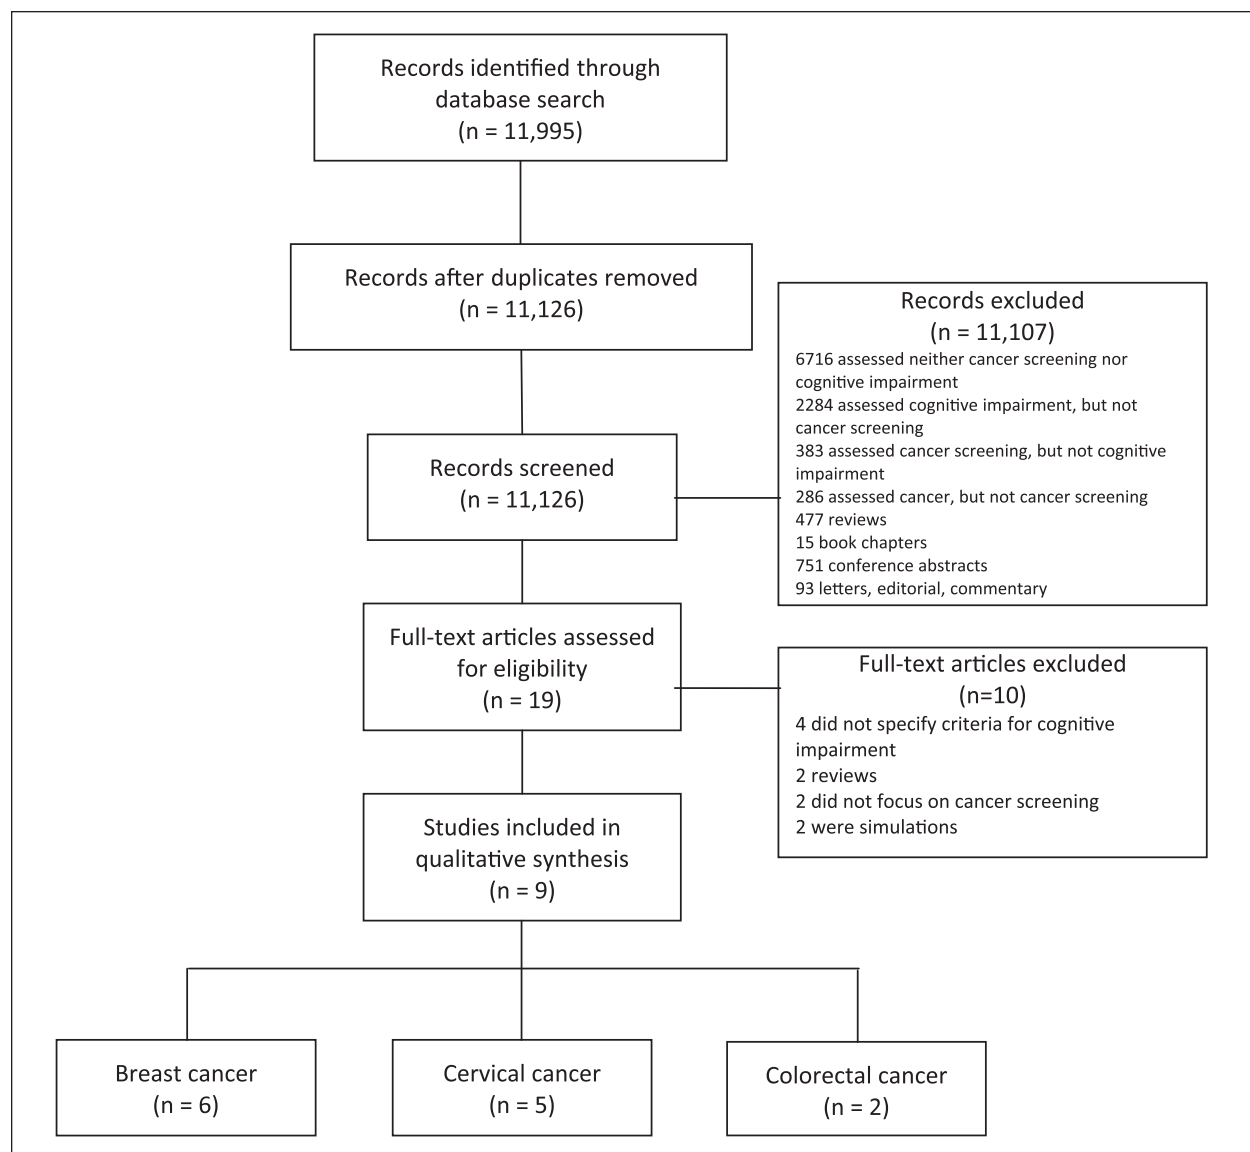 Records identified through
database search
(n = 11,995)
Records after duplicates removed
(n = 11,126)
Records excluded
(n = 11,107)
6716 assessed neither cancer screening nor
cognitive impairment
2284 assessed cognitive impairment, but not
cancer screening
383 assessed cancer screening, but not cognitive
impairment
286 assessed cancer, but not cancer screening
477 reviews
15 book chapters
751 conference abstracts
93 letters, editorial, commentary
Records screened
(n = 11,126)
Full-text articles assessed
for eligibility
(n = 19)
Full-text articles excluded
(n=10)
4 did not specify criteria for cognitive
impairment
2 reviews
2 did not focus on cancer screening
2 were simulations
Studies included in
qualitative synthesis
(n = 9)
Breast cancer
(n = 6)
Cervical cancer
(n = 5)
Colorectal cancer
(n = 2)